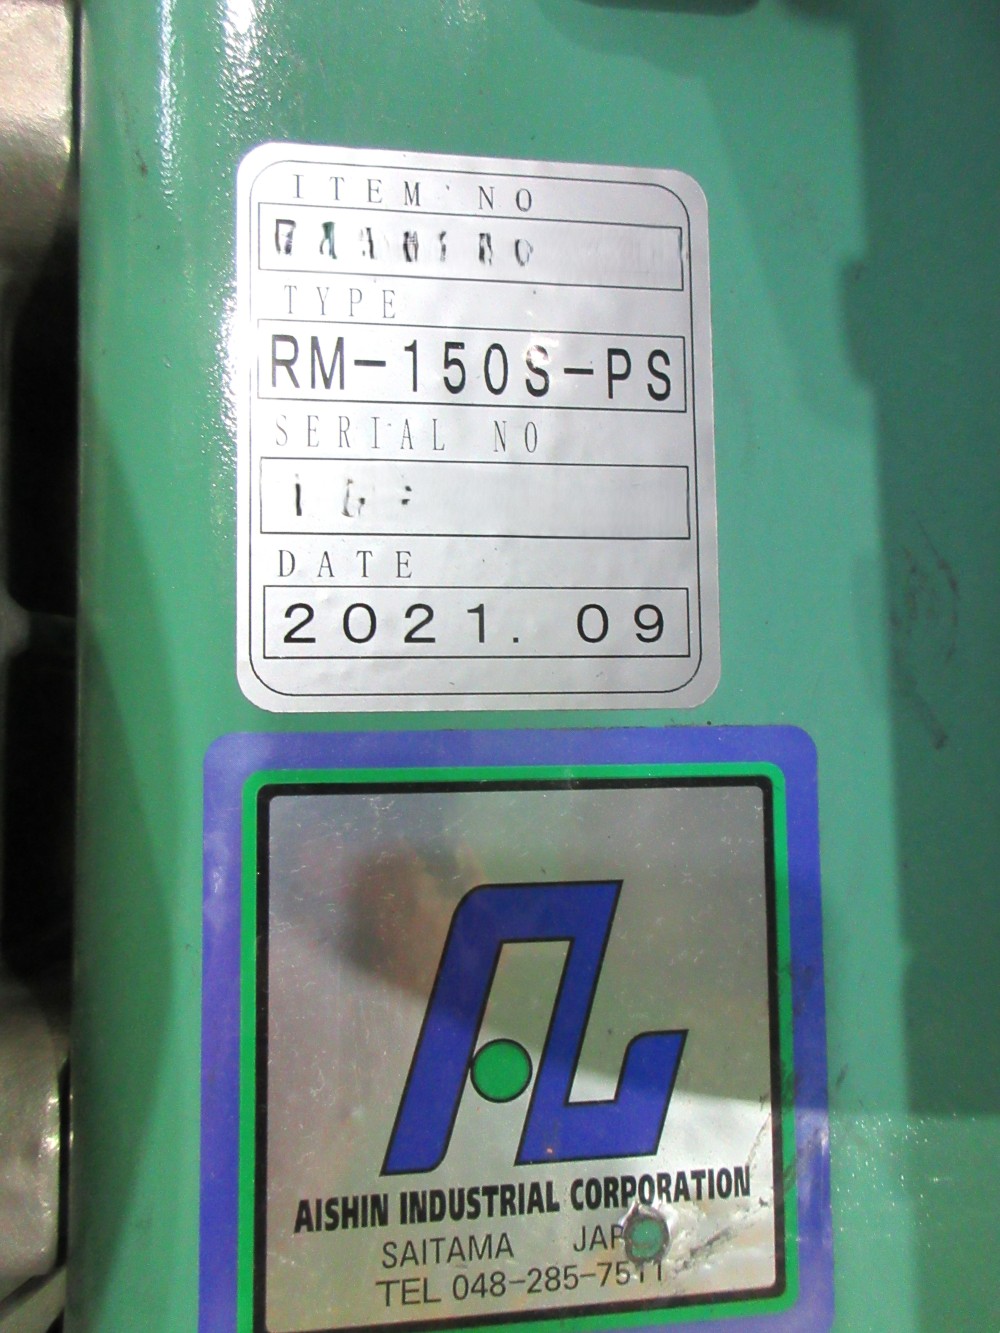 ITEM NO
TYPE
RM-150S-PS
SERIAL NO
DATE
2021.09
AISHIN INDUSTRIAL CORPORATION
SAITAMA
TEL 048-285-7511